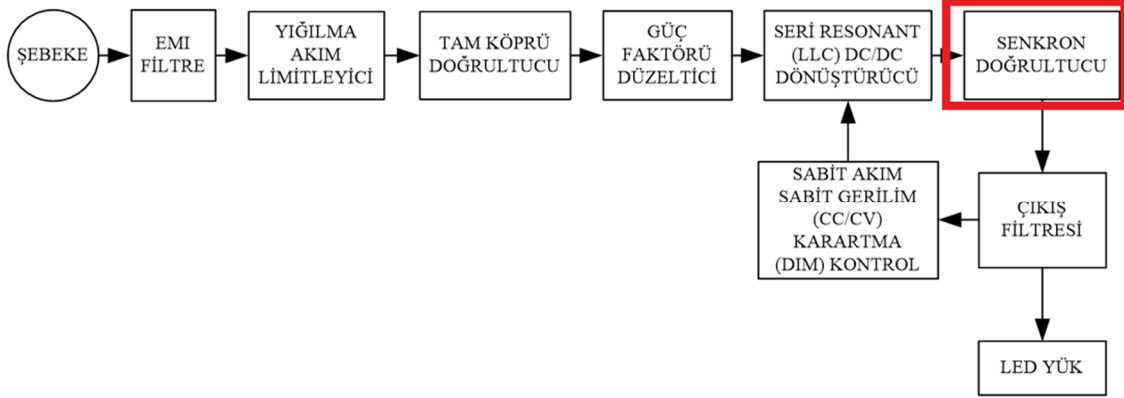 ŞEBEKE
EMI
FİLTRE
YIĞILMA
AKIM
LİMİTLEYİCİ
TAM KÖPRÜ
DOĞRULTUCU
GÜÇ
FAKTÖRÜ
DÜZELTİCİ
SERİ RESONANT
(LLC) DC/DC
DÖNÜŞTÜRÜCÜ
SENKRON
DOĞRULTUCU
SABİT AKIM
SABİT GERİLİM
(CC/CV)
KARARTMA
(DIM) KONTROL
ÇIKIŞ
FİLTRESİ
LED YÜK